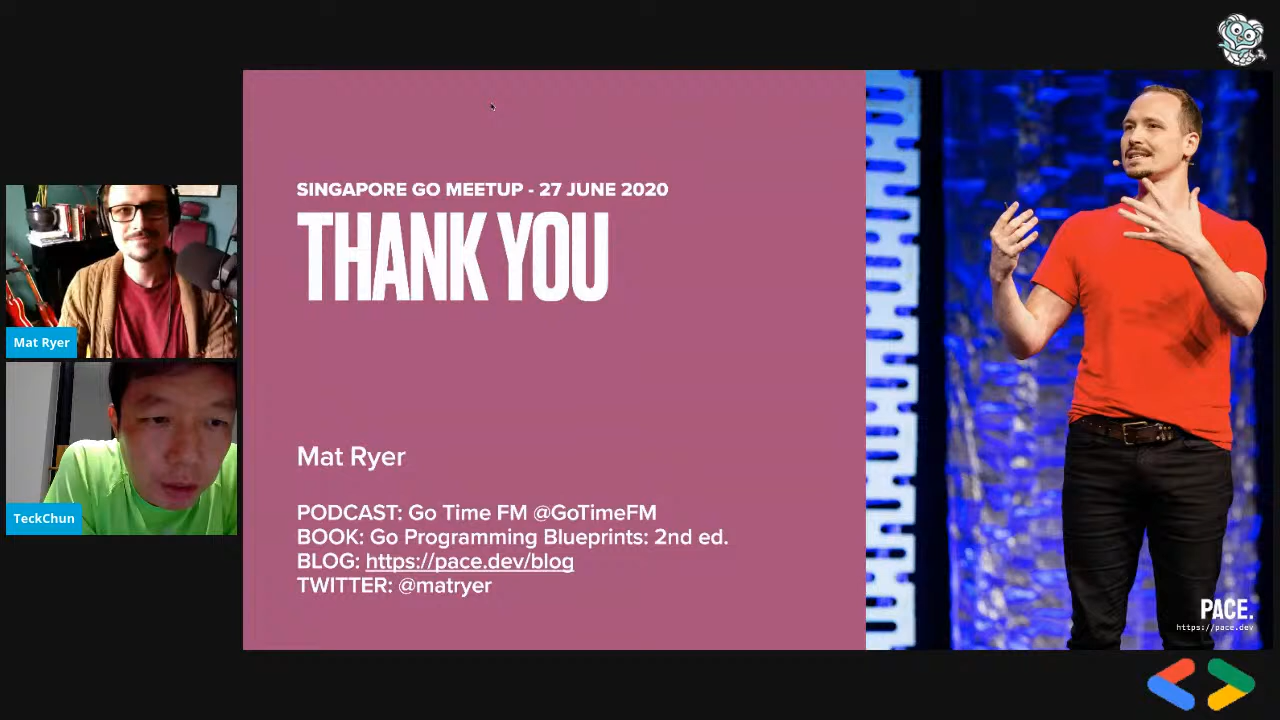 SINGAPORE GO MEETUP - 27 JUNE 2020
THANK YOU
Mat Ryer
TeckChun
Mat Ryer
PODCAST: Go Time FM @GoTimeFM
BOOK: Go Programming Blueprints: 2nd ed.
BLOG: https://pace.dev/blog
TWITTER: @matryer
PACE.
https://pace.dev